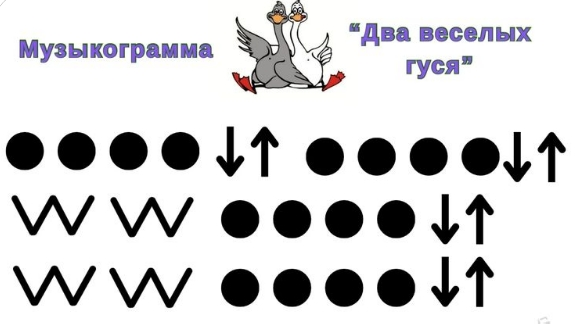 Музыкограмма
“Два веселых
гуся”